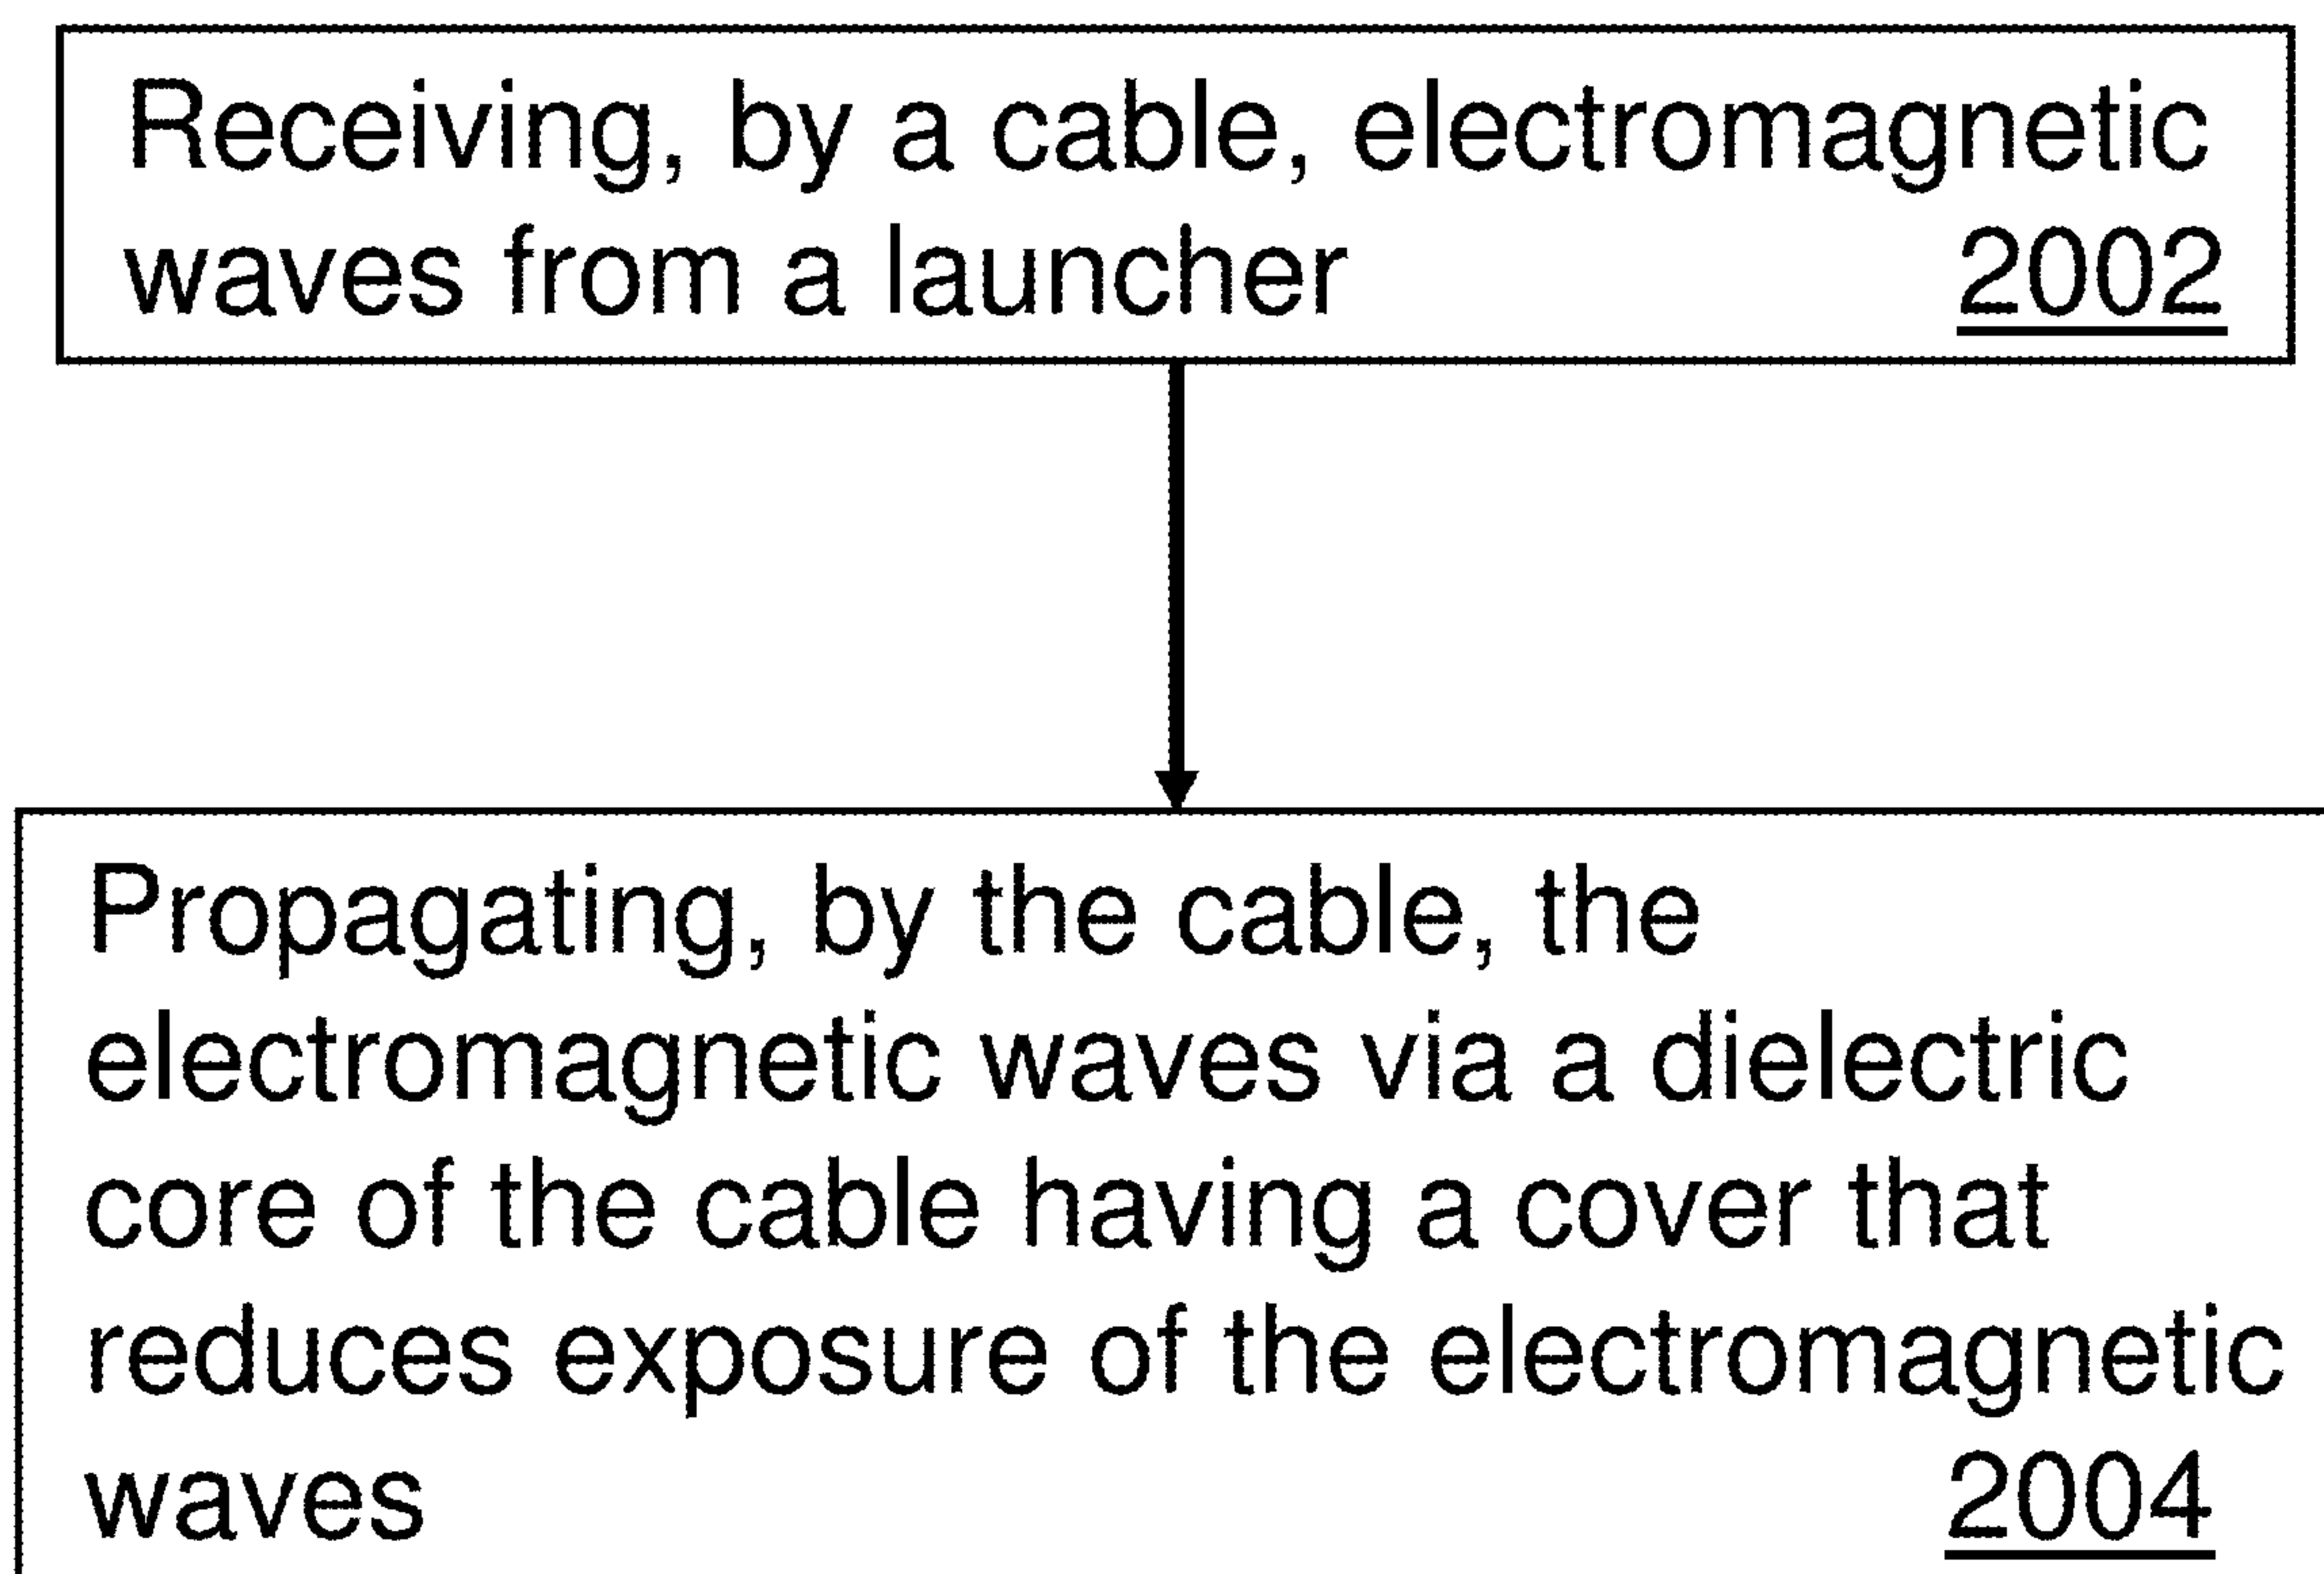 Receiving, by a cable, electromagnetic
waves from a launcher 2002
Propagating, by the cable, the
electromagnetic waves via a dielectric
core of the cable having a cover that
reduces exposure of the electromagnetic
waves 2004